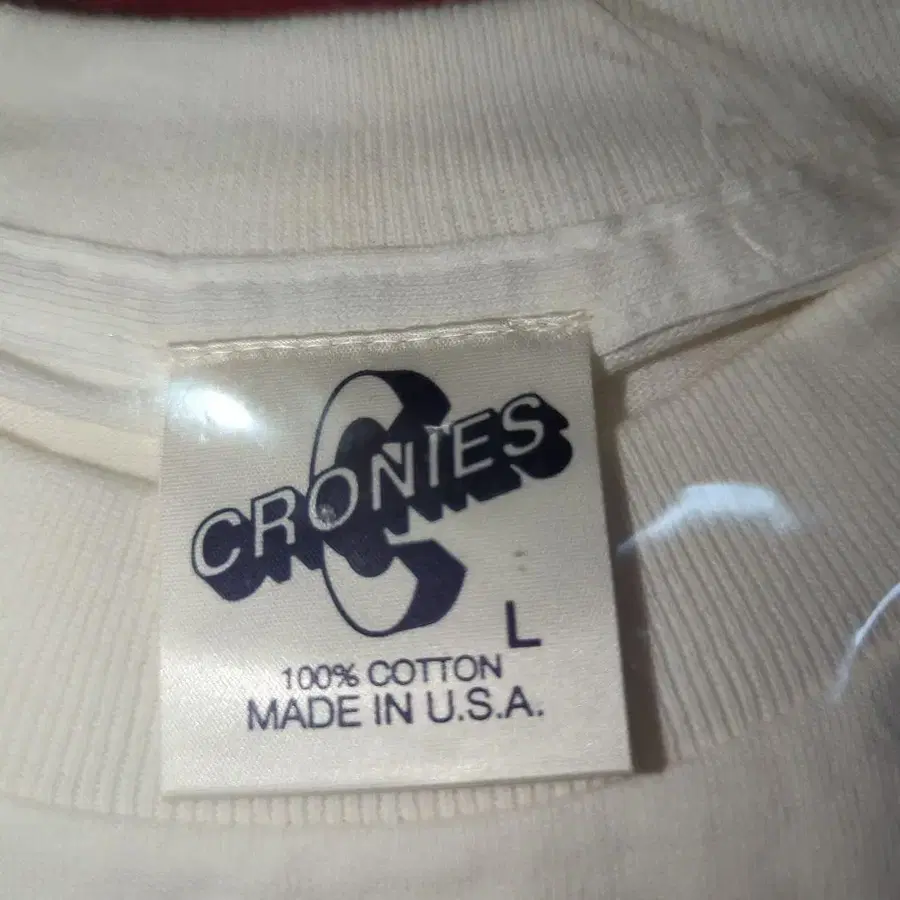 CRONIES
L
100% COTTON
MADE IN U.S.A.